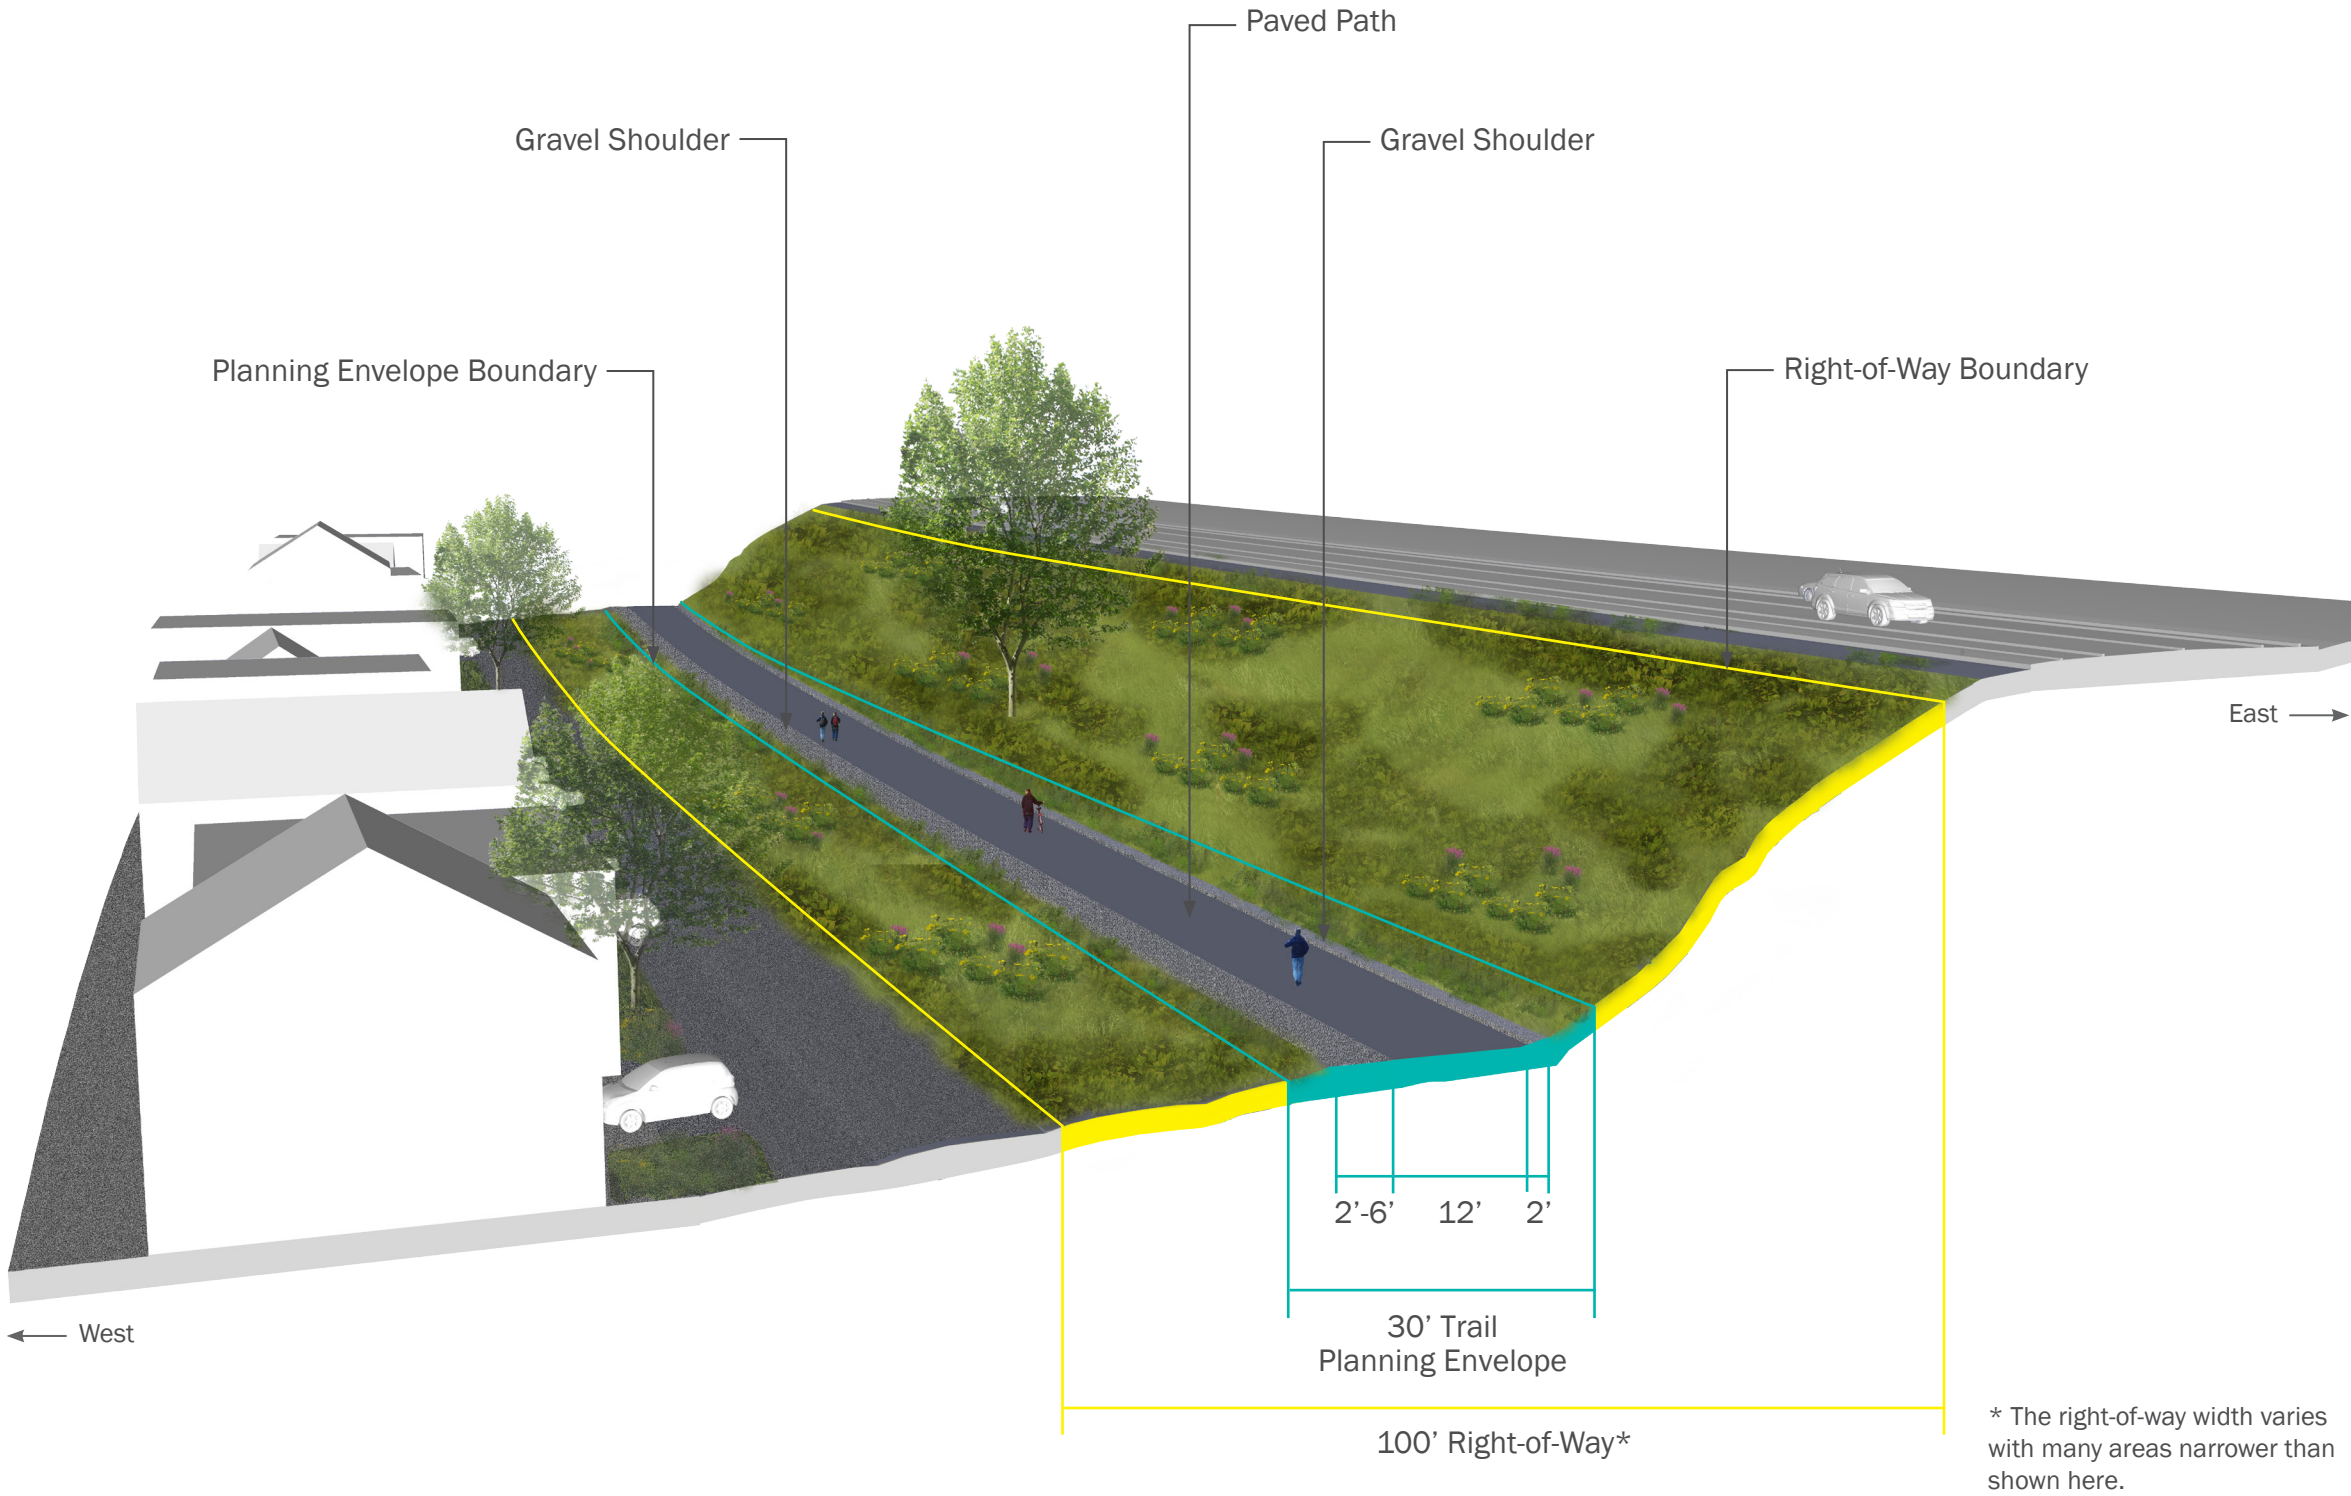 Paved Path
Gravel Shoulder
Gravel Shoulder
Planning Envelope Boundary
Right-of-Way Boundary
East
2’-6’
12’
2’
30’ Trail
Planning Envelope
West
100’ Right-of-Way*
* The right-of-way width varies
with many areas narrower than
shown here.